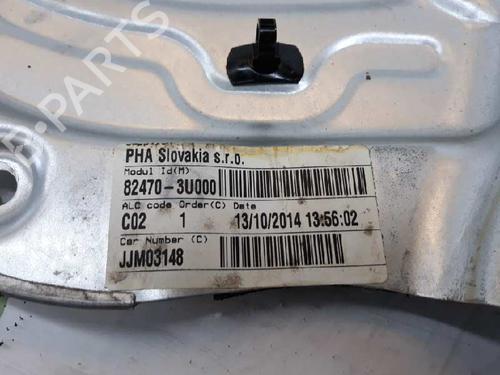 PHA Slovakia s.r.o.
Modul Id(M)
82470-3U000
ALC code Order(C) Date
C02 1 13/10/2014 13:56:02
Car Number (C)
JJM03148